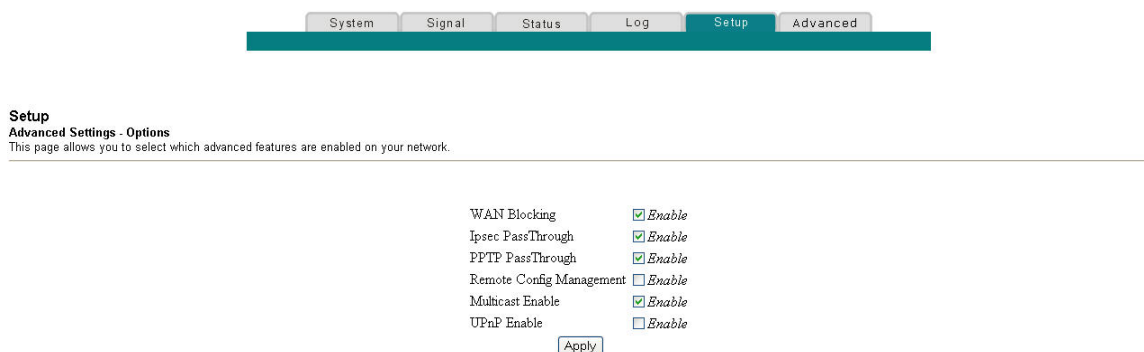 System Signal Status Log Setup Advanced
Setup
Advanced Settings - Options
This page allows you to select which advanced features are enabled on your network.
WAN Blocking Enable
Ipsec PassThrough Enable
PPTP PassThrough Enable
Remote Config Management Enable
Multicast Enable Enable
UPnP Enable Enable
Apply